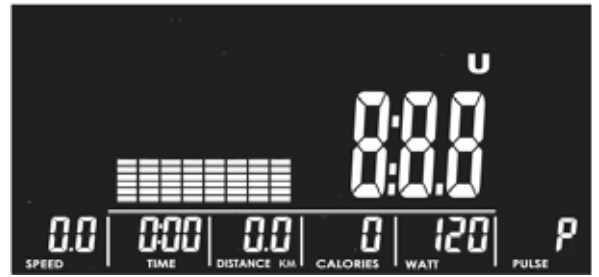 U
8:8.8
0.0 0:00 0.0 0 120 P
SPEED TIME DISTANCE KM CALORIES WATT PULSE